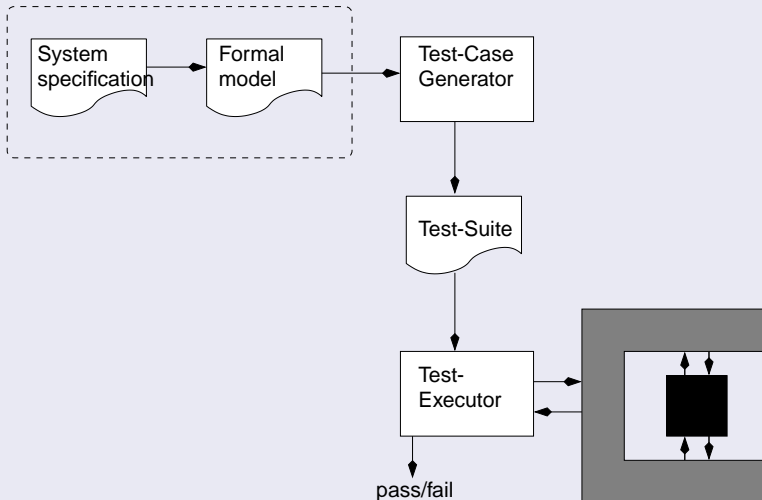 System
specification
Formal
model
Test-Case
Generator
Test-Suite
Test-
Executor
pass/fail